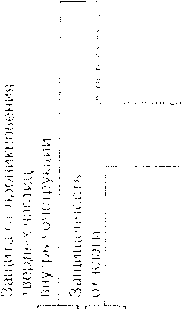 Защита от проникновения
твердых частиц
внутрь конструкции
Защищенность
от влаги